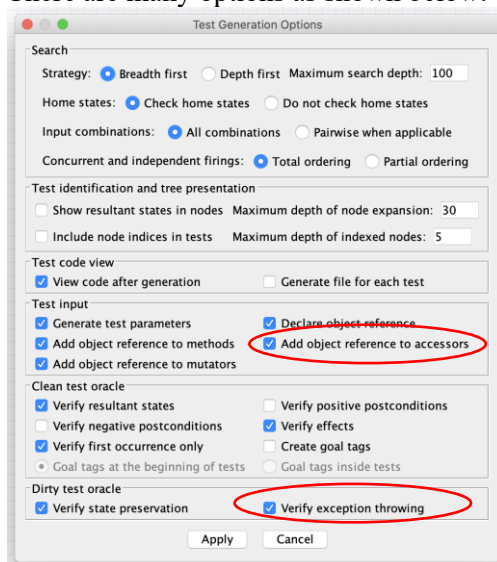 There are many options as shown below.
Test Generation Options
Search
Strategy: Breadth first Depth first Maximum search depth: 100
Home states: Check home states Do not check home states
Input combinations: All combinations Pairwise when applicable
Concurrent and independent firings: Total ordering Partial ordering
Test identification and tree presentation
Show resultant states in nodes Maximum depth of node expansion: 30
Include node indices in tests Maximum depth of indexed nodes: 5
Test code view
View code after generation Generate file for each test
Test input
Generate test parameters Declare object reference
Add object reference to methods Add object reference to accessors
Add object reference to mutators
Clean test oracle
Verify resultant states Verify positive postconditions
Verify negative postconditions Verify effects
Verify first occurrence only Create goal tags
Goal tags at the beginning of tests Goal tags inside tests
Dirty test oracle
Verify state preservation Verify exception throwing
Apply Cancel